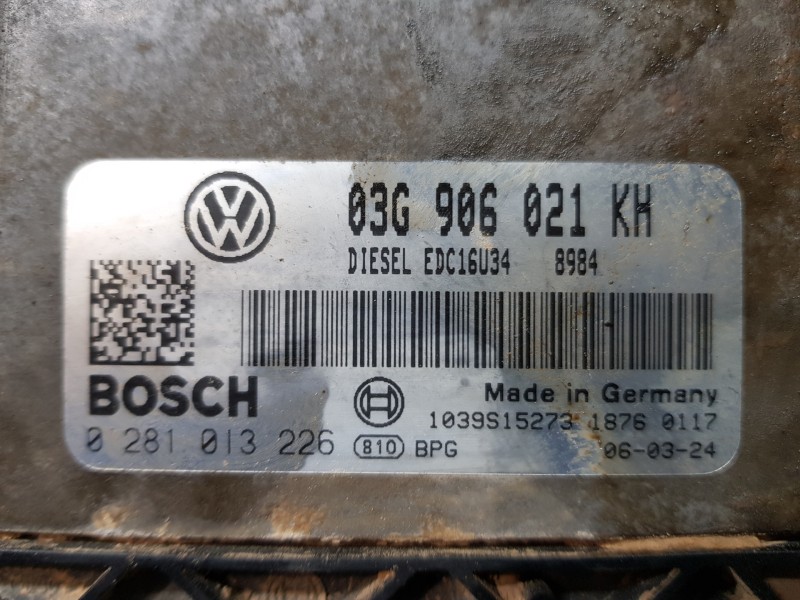 03G 906 021 KH
DIESEL EDC16U34 8984
BOSCH
Made in Germany
1039S15273 1876 0117
0 281 013 226 810 BPG 06-03-24